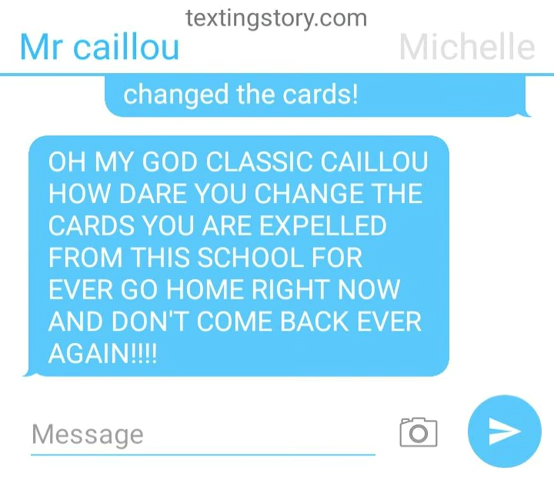 textingstory.com
Mr caillou Michelle
changed the cards!
OH MY GOD CLASSIC CAILLOU
HOW DARE YOU CHANGE THE
CARDS YOU ARE EXPELLED
FROM THIS SCHOOL FOR
EVER GO HOME RIGHT NOW
AND DON'T COME BACK EVER
AGAIN!!!!
Message